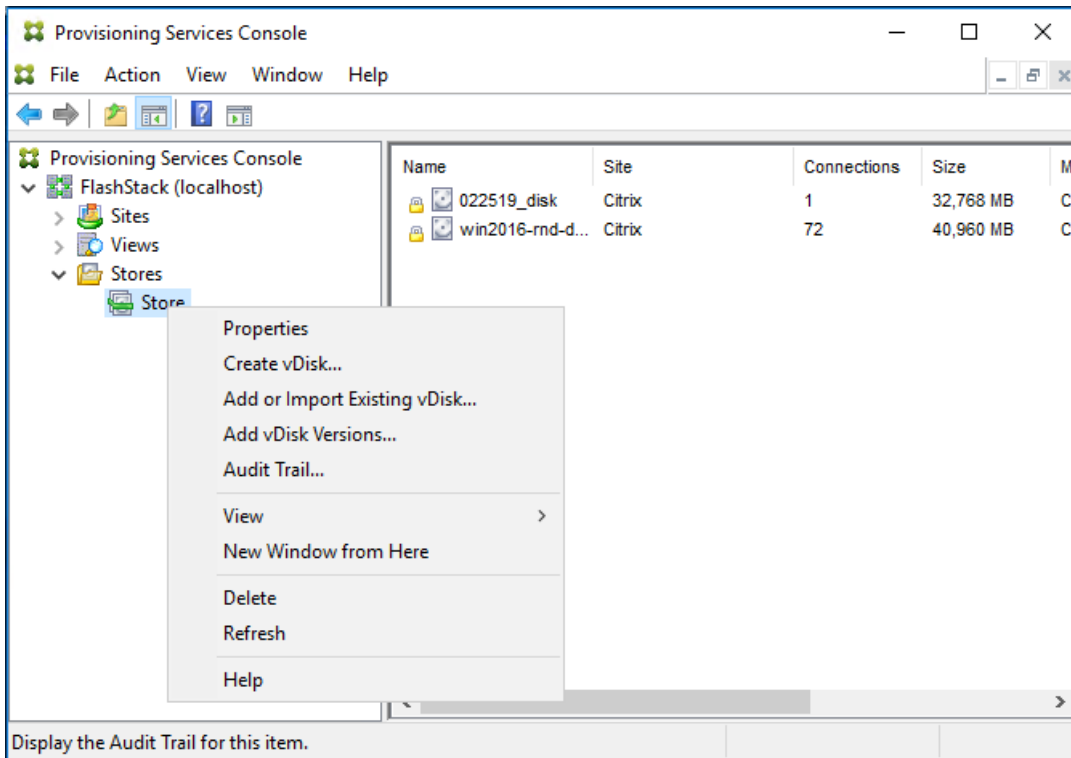 Provisioning Services Console
File Action View Window Help
Provisioning Services Console
FlashStack (localhost)
Sites
Views
Stores
Store
Name Site Connections Size M
022519_disk Citrix 1 32,768 MB C
win2016-rnd-d... Citrix 72 40,960 MB C
Properties
Create vDisk...
Add or Import Existing vDisk...
Add vDisk Versions...
Audit Trail...
View
New Window from Here
Delete
Refresh
Help
Display the Audit Trail for this item.